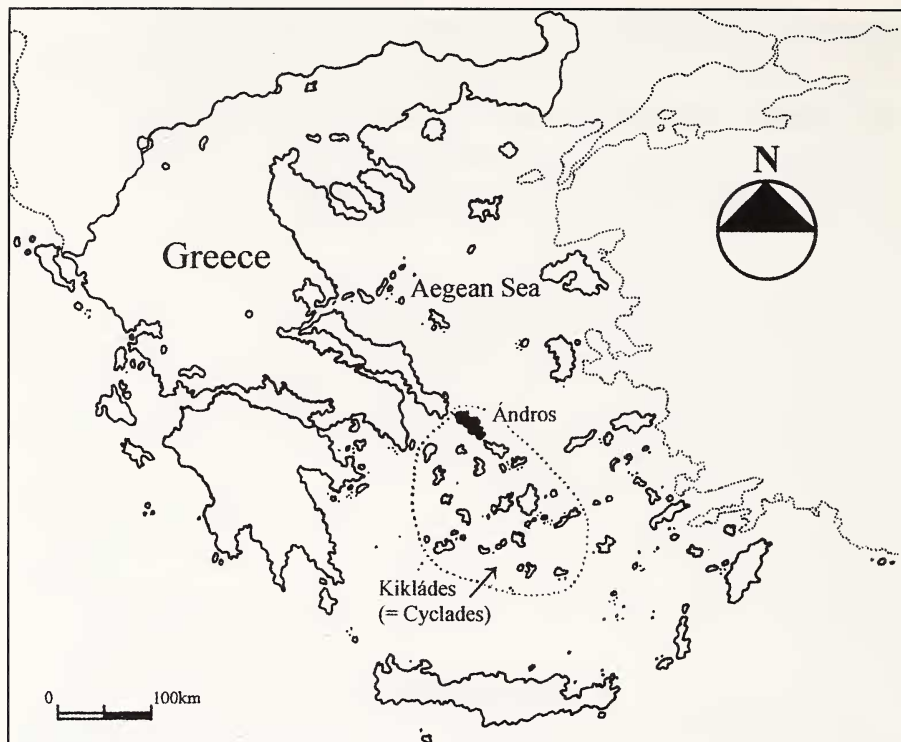 N
Greece
Aegean Sea
Ándros
Kikládes
(= Cyclades)
0 100km